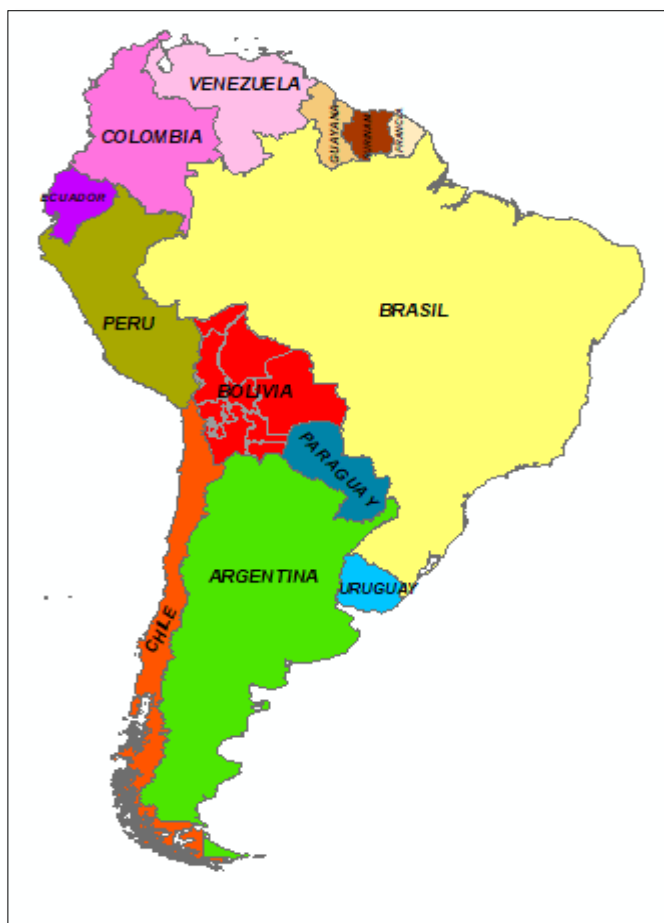 VENEZUELA
COLOMBIA
GUAYANA
SURINAM
FRANCIA
ECUADOR
PERU
BRASIL
BOLIVIA
PARAGUAY
ARGENTINA
URUGUAY
CHILE